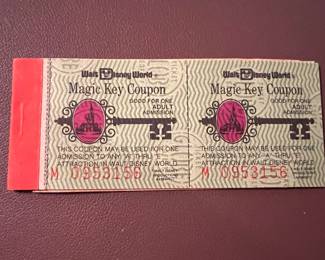 Walt Disney World
Magic Key Coupon
GOOD FOR ONE
ADULT
ADMISSION
THIS COUPON MAY BE USED FOR ONE
ADMISSION TO ANY "A" THRU "E"
ATTRACTION IN WALT DISNEY WORLD
M 0953156
Walt Disney World
Magic Key Coupon
GOOD FOR ONE
ADULT
ADMISSION
THIS COUPON MAY BE USED FOR ONE
ADMISSION TO ANY "A" THRU "E"
ATTRACTION IN WALT DISNEY WORLD
M 0953156